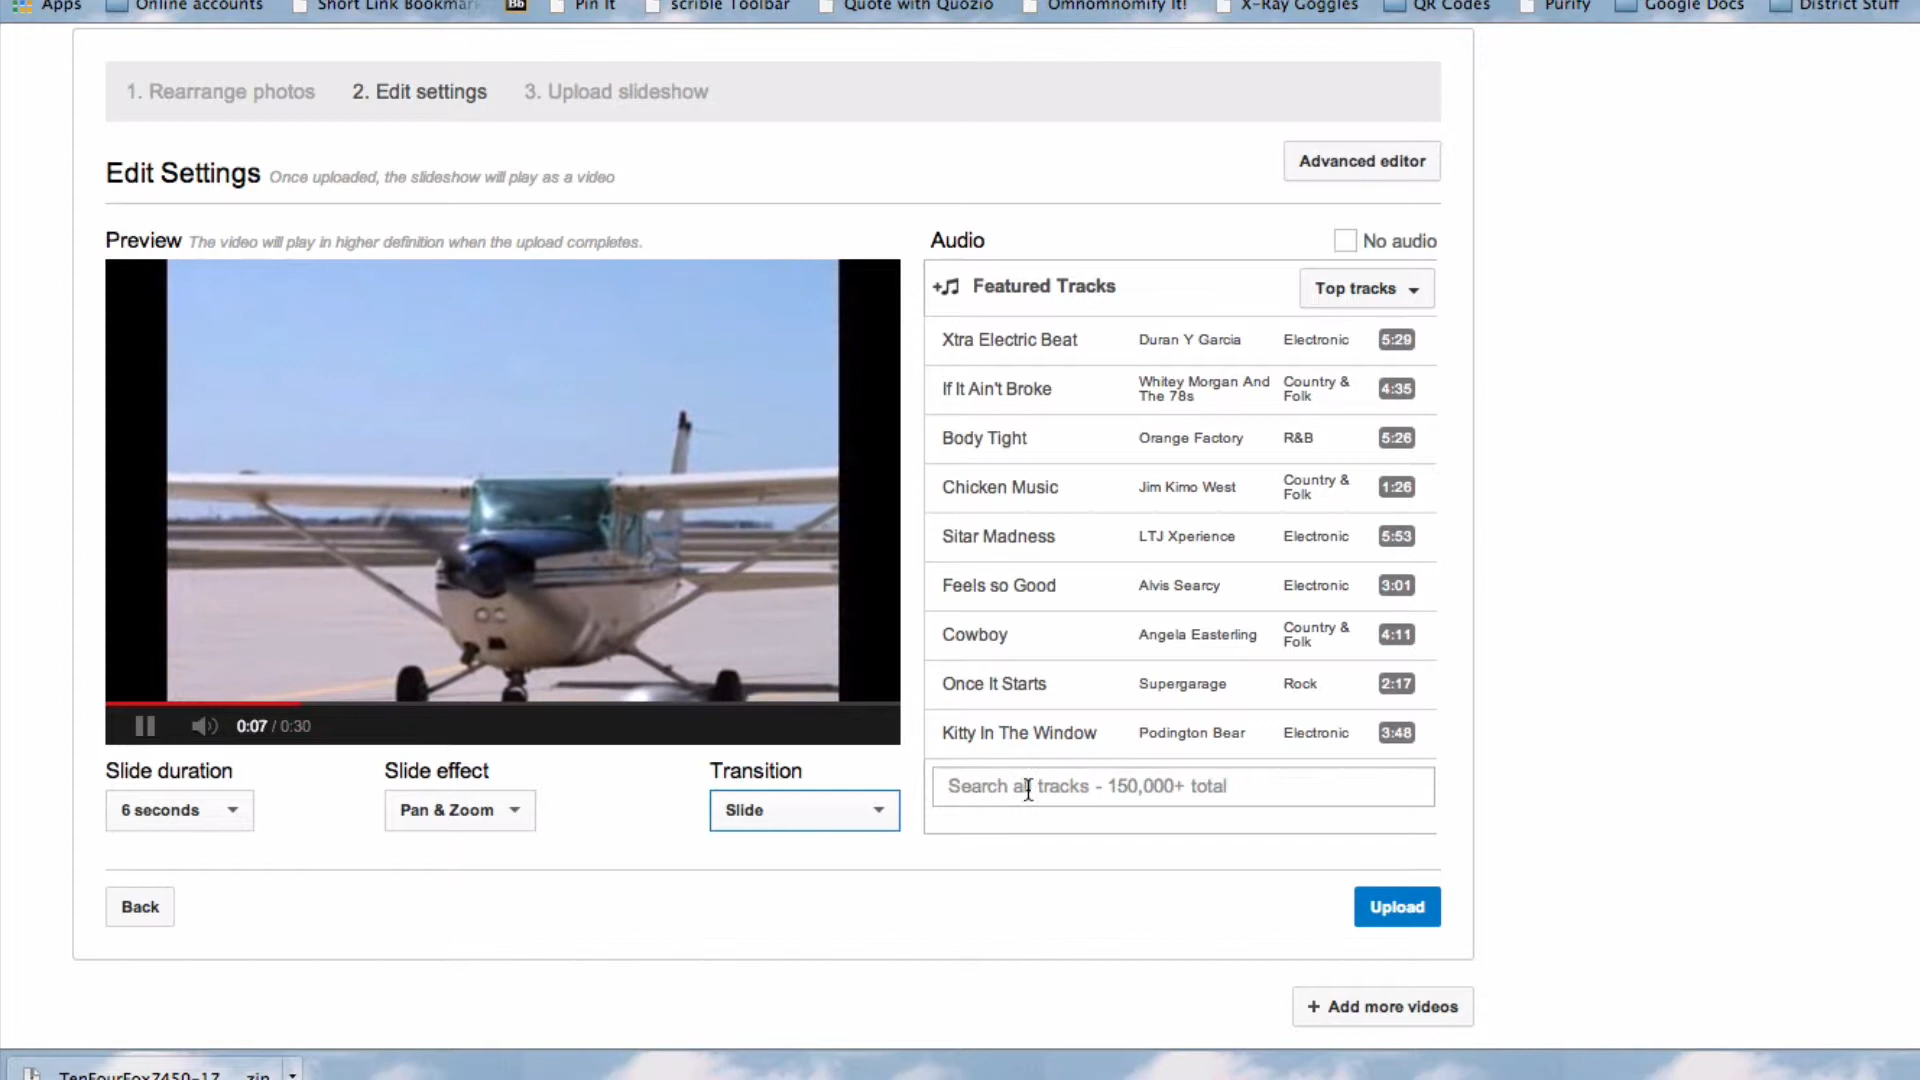 Apps Online accounts Short Link Bookmar Bb Pin It scrible Toolbar Quote with Quozio Omnomnomify It! X-Ray Goggles QR Codes Purify Google Docs District Stuff
1. Rearrange photos 2. Edit settings 3. Upload slideshow
Edit Settings Once uploaded, the slideshow will play as a video
Advanced editor
Preview The video will play in higher definition when the upload completes.
Audio
No audio
Featured Tracks
Top tracks
Xtra Electric Beat Duran Y Garcia Electronic 5:29
If It Ain't Broke Whitey Morgan And The 78s Country & Folk 4:35
Body Tight Orange Factory R&B 5:26
Chicken Music Jim Kimo West Country & Folk 1:26
Sitar Madness LTJ Xperience Electronic 5:53
Feels so Good Alvis Searcy Electronic 3:01
Cowboy Angela Easterling Country & Folk 4:11
Once It Starts Supergarage Rock 2:17
Kitty In The Window Podington Bear Electronic 3:48
Search all tracks - 150,000+ total
0:07 / 0:30
Slide duration Slide effect Transition
6 seconds Pan & Zoom Slide
Back
Upload
+ Add more videos
TenFourFox7450-17 .zip